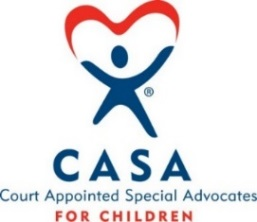 ®
CASA
Court Appointed Special Advocates
FOR CHILDREN